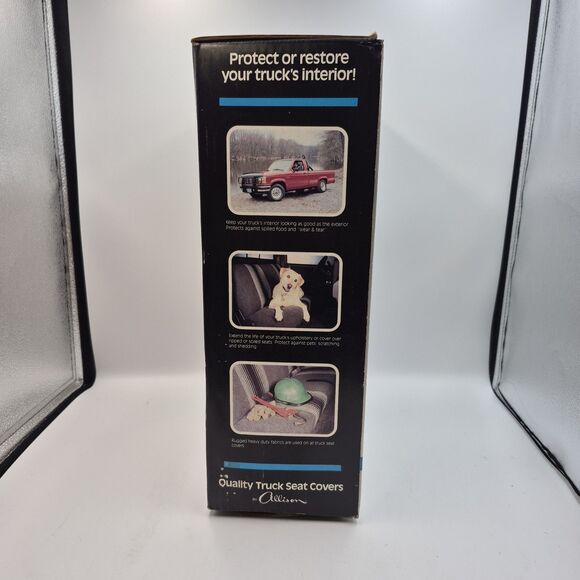 Protect or restore
your truck's interior!
Keep your truck's interior looking as good as the exterior
Protects against spilled food and "wear & tear"
Extend the life of your truck's upholstery or cover over
ripped or soiled seats. Protect against pets' scratching
and shedding
Rugged heavy duty fabrics are used on all truck seat
covers
Quality Truck Seat Covers
BY Allison